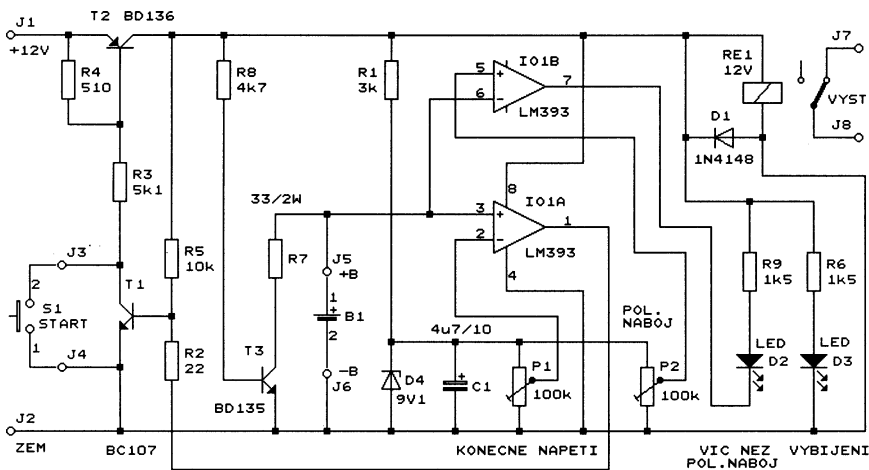 J1
+12V
T2 BD136
R4
510
R8
4k7
R1
3k
IO1B
5
6
7
LM393
RE1
12V
J7
VYST
J8
D1
1N4148
R3
5k1
33/2W
8
IO1A
3
2
1
LM393
4
J3
2
S1
START
1
J4
T1
R5
10k
R7
J5
+B
1
B1
2
-B
J6
R9
1k5
R6
1k5
POL.
NABOJ
R2
22
T3
4u7/10
D4
9V1
+
C1
P1
100k
P2
100k
LED
D2
LED
D3
BD135
J2
ZEM
BC107
KONECNE NAPETI
VIC NEZ
POL.NABOJ
VYBIJENI